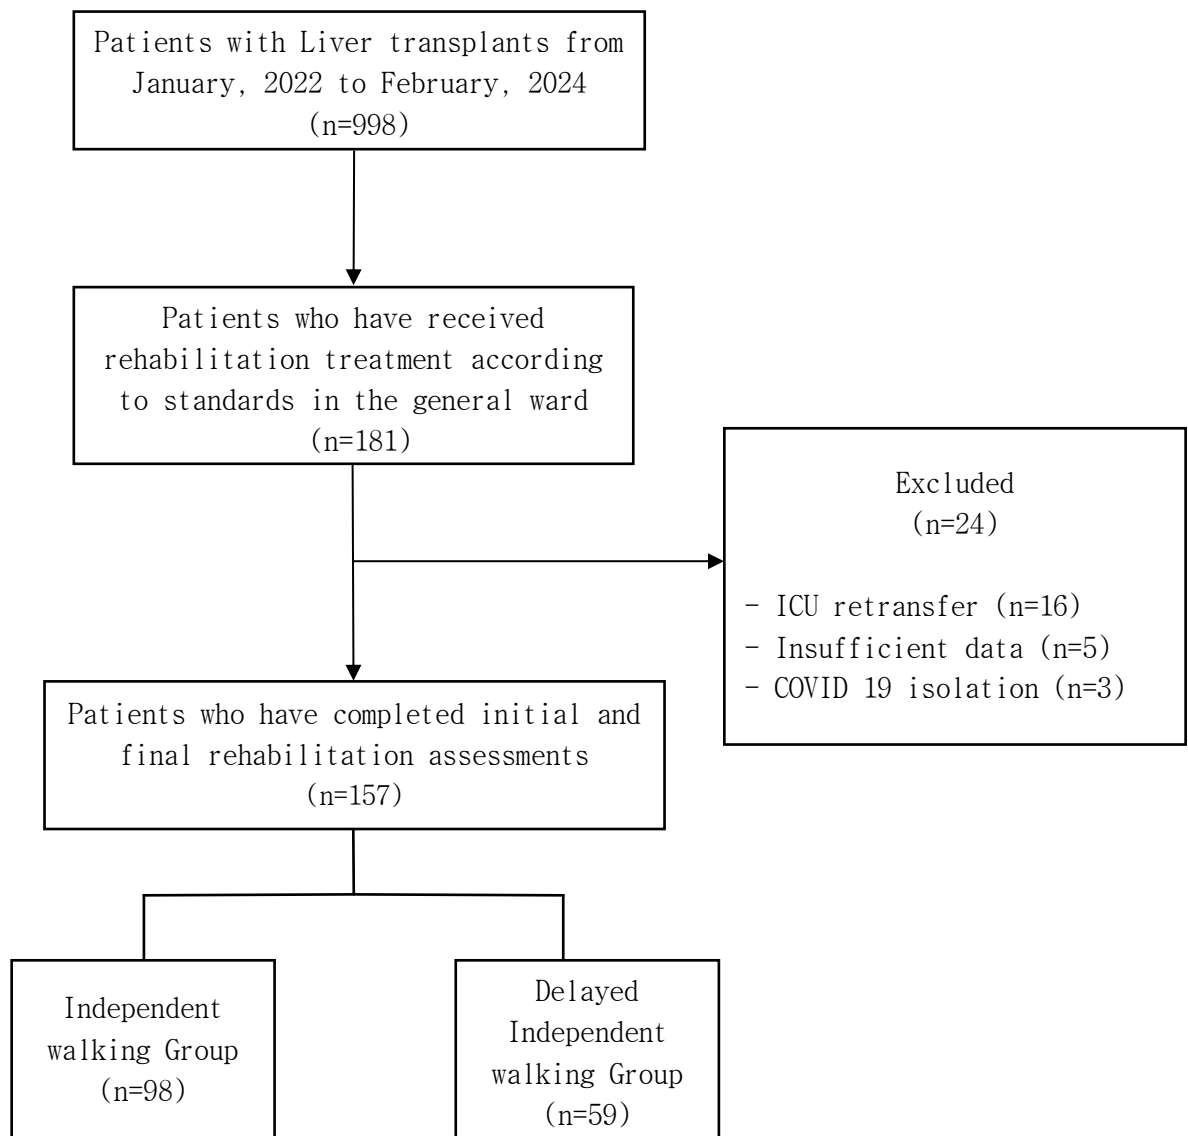 Patients with Liver transplants from
January, 2022 to February, 2024
(n=998)
Patients who have received
rehabilitation treatment according
to standards in the general ward
(n=181)
Excluded
(n=24)
- ICU retransfer (n=16)
- Insufficient data (n=5)
- COVID 19 isolation (n=3)
Patients who have completed initial and
final rehabilitation assessments
(n=157)
Independent
walking Group
(n=98)
Delayed
Independent
walking Group
(n=59)